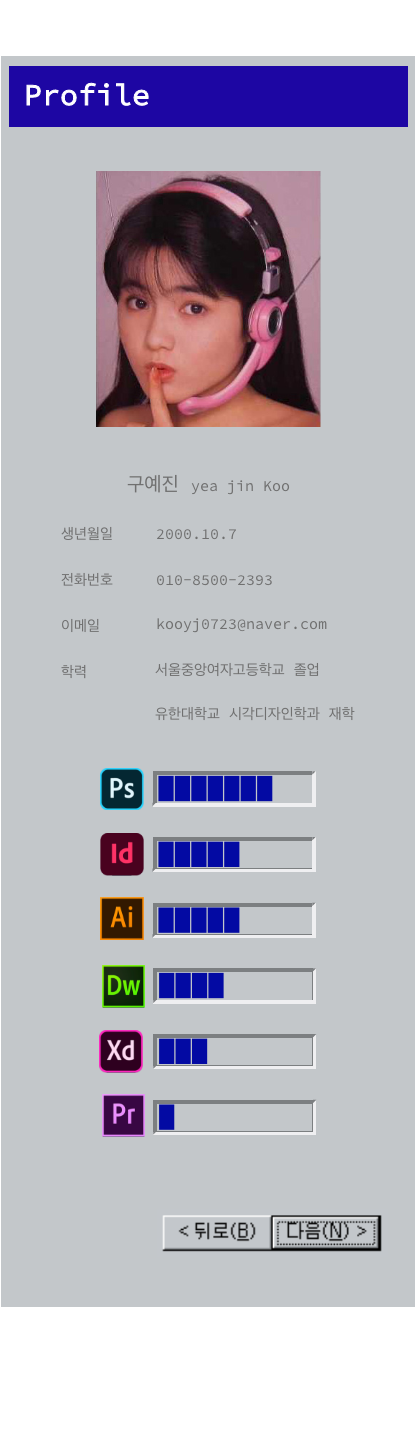 Profile
구예진 yea jin Koo
생년월일 2000.10.7
전화번호 010-8500-2393
이메일 kooyj0723@naver.com
학력 서울중앙여자고등학교 졸업
유한대학교 시각디자인학과 재학
Ps
Id
Ai
Dw
Xd
Pr
< 뒤로(B) 다음(N) >